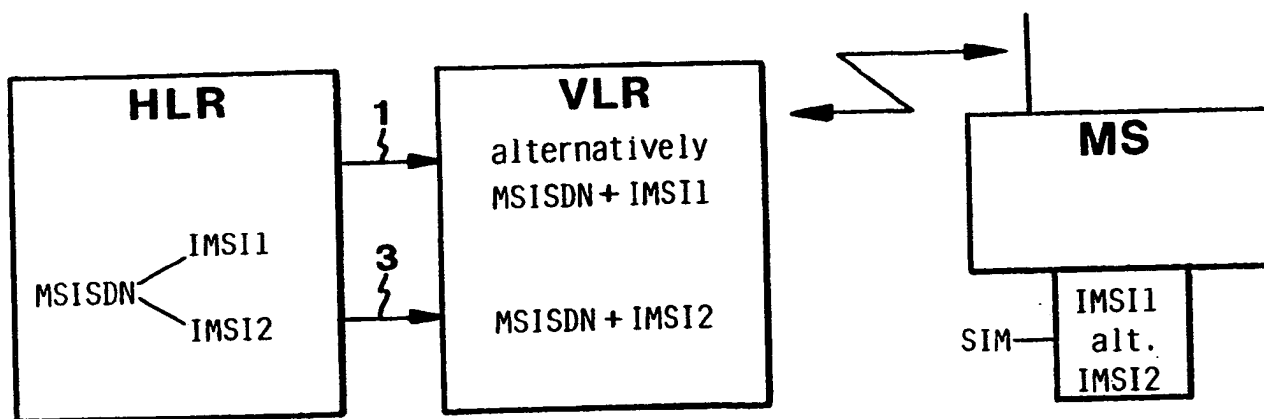 HLR
MSISDN
IMSI1
IMSI2
1
3
VLR
alternatively
MSISDN + IMSI1
MSISDN + IMSI2
MS
SIM
IMSI1
alt.
IMSI2